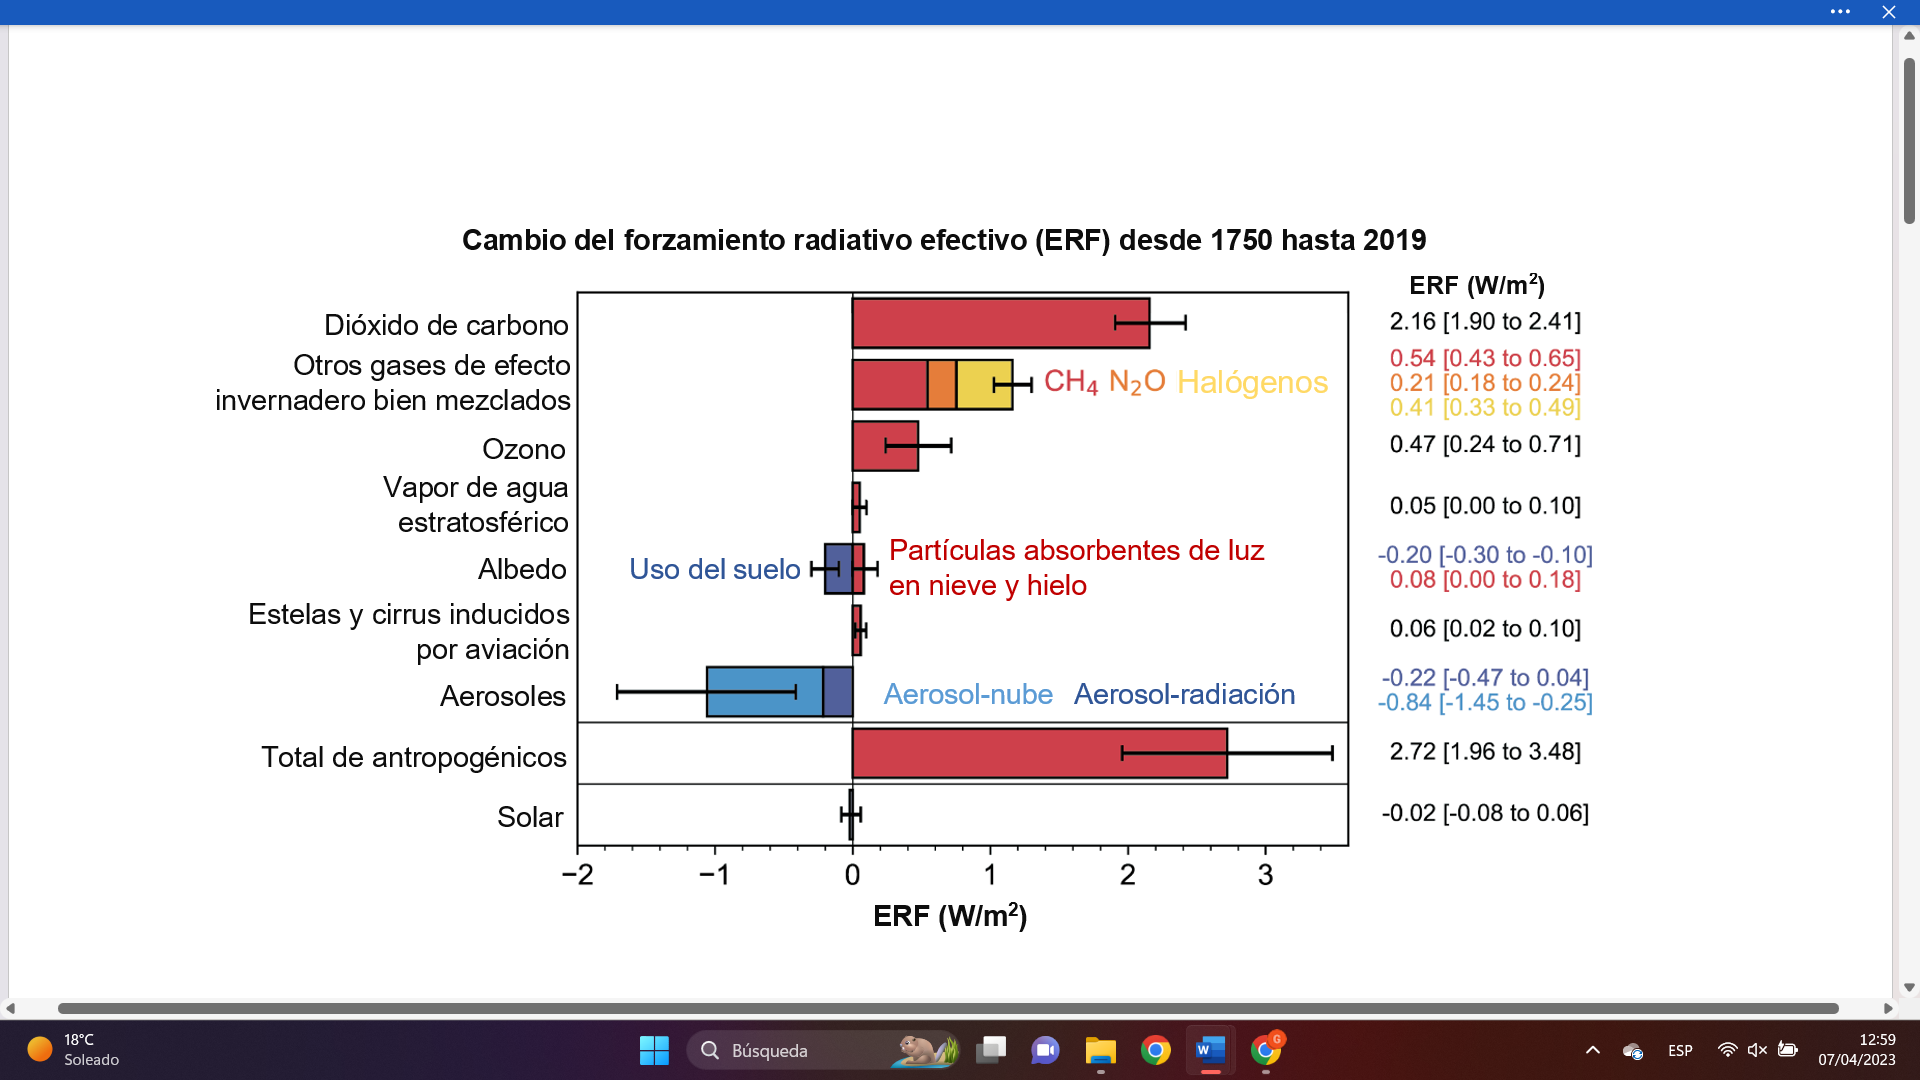 Cambio del forzamiento radiativo efectivo (ERF) desde 1750 hasta 2019
ERF (W/m²)
Dióxido de carbono
2.16 [1.90 to 2.41]
Otros gases de efecto
invernadero bien mezclados
CH₄ N₂O Halógenos
0.54 [0.43 to 0.65]
0.21 [0.18 to 0.24]
0.41 [0.33 to 0.49]
Ozono
0.47 [0.24 to 0.71]
Vapor de agua
estratosférico
0.05 [0.00 to 0.10]
Albedo
Uso del suelo
Partículas absorbentes de luz
en nieve y hielo
-0.20 [-0.30 to -0.10]
0.08 [0.00 to 0.18]
Estelas y cirrus inducidos
por aviación
0.06 [0.02 to 0.10]
Aerosoles
Aerosol-nube Aerosol-radiación
-0.22 [-0.47 to 0.04]
-0.84 [-1.45 to -0.25]
Total de antropogénicos
2.72 [1.96 to 3.48]
Solar
-0.02 [-0.08 to 0.06]
−2 −1 0 1 2 3
ERF (W/m²)
18°C
Soleado
Búsqueda
W
G
ESP
12:59
07/04/2023